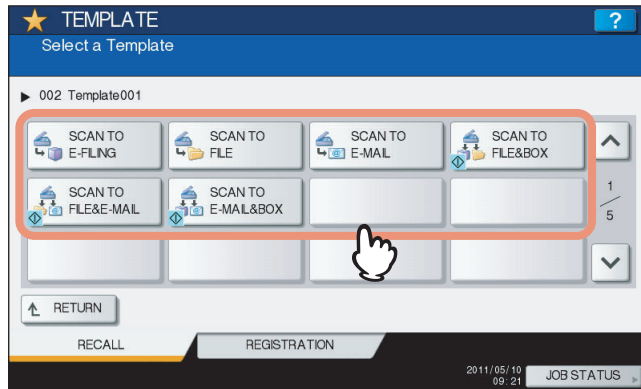 TEMPLATE
?
Select a Template
002 Template001
SCAN TO
E-FILING
SCAN TO
FILE
SCAN TO
E-MAIL
SCAN TO
FILE&BOX
SCAN TO
FILE&E-MAIL
SCAN TO
E-MAIL&BOX
1
5
RETURN
RECALL
REGISTRATION
2011/05/10
09:21
JOB STATUS